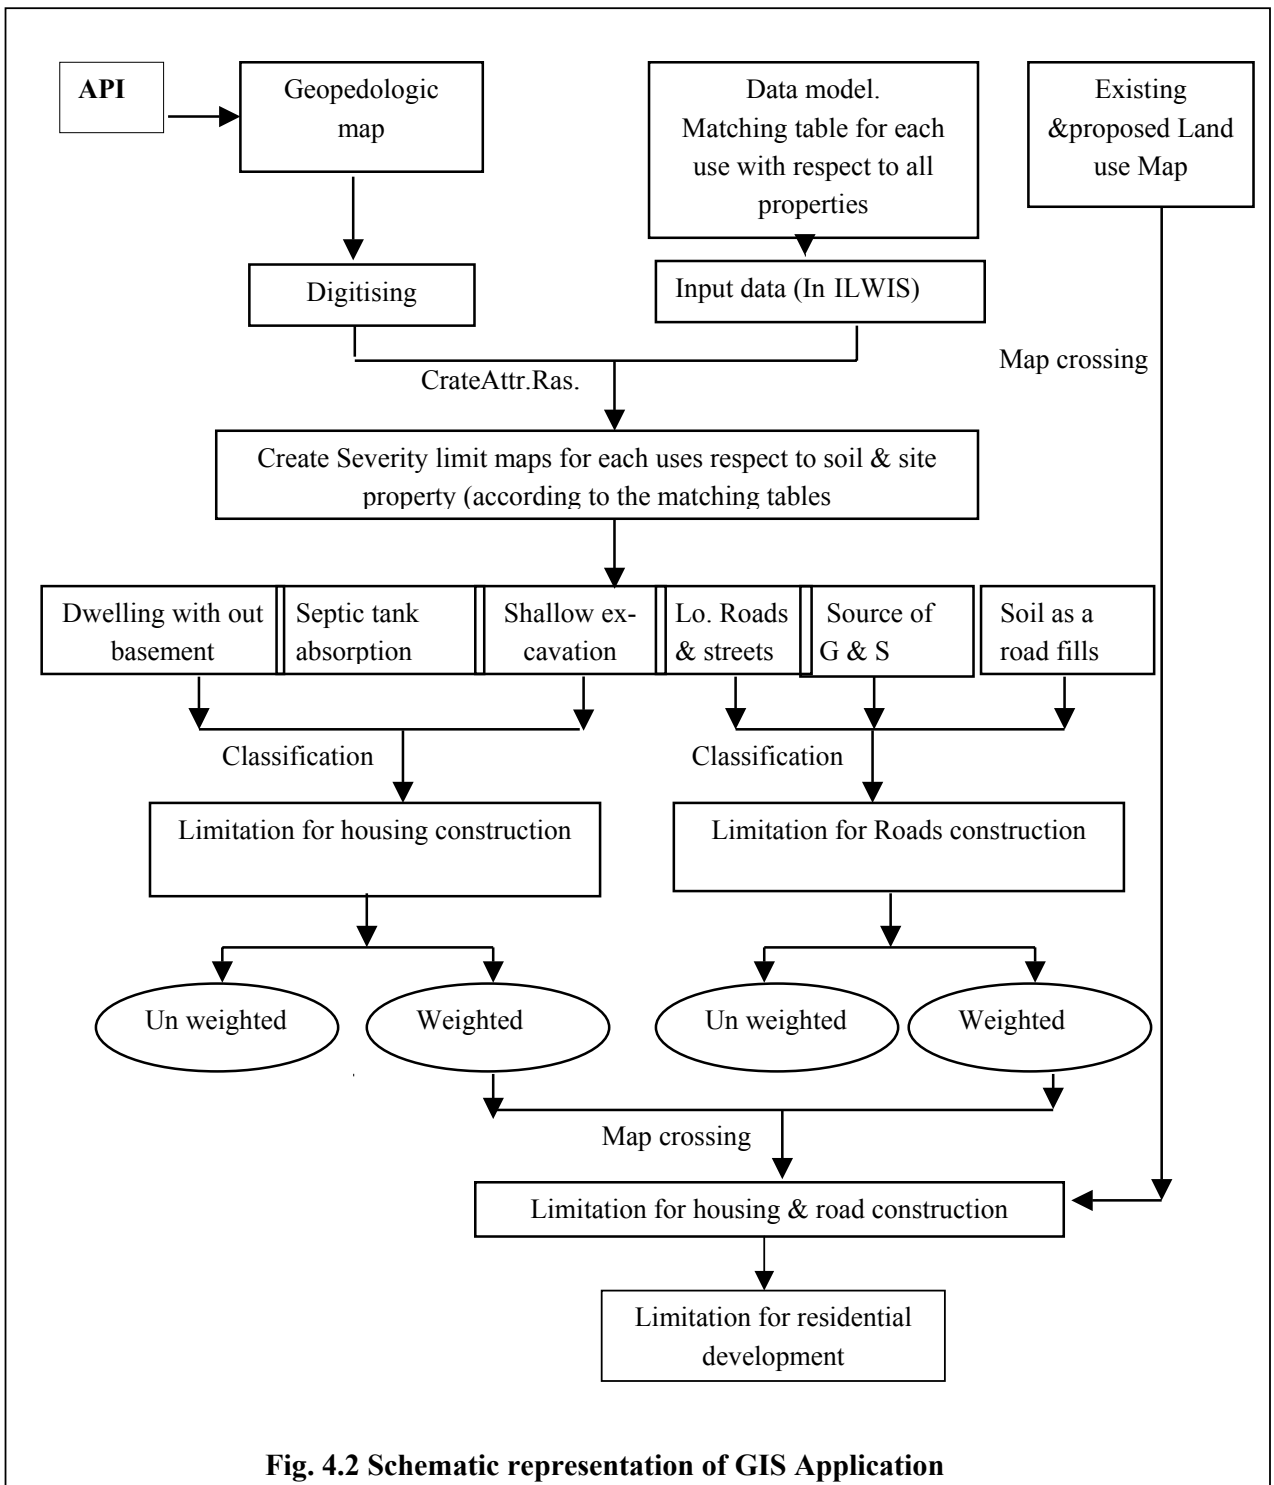 API
Geopedologic
map
Data model.
Matching table for each
use with respect to all
properties
Existing
&proposed Land
use Map
Digitising
Input data (In ILWIS)
Map crossing
CrateAttr.Ras.
Create Severity limit maps for each uses respect to soil & site
property (according to the matching tables
Dwelling with out
basement
Septic tank
absorption
Shallow ex-
cavation
Lo. Roads
& streets
Source of
G & S
Soil as a
road fills
Classification
Classification
Limitation for housing construction
Limitation for Roads construction
Un weighted
Weighted
Un weighted
Weighted
Map crossing
Limitation for housing & road construction
Limitation for residential
development
Fig. 4.2 Schematic representation of GIS Application